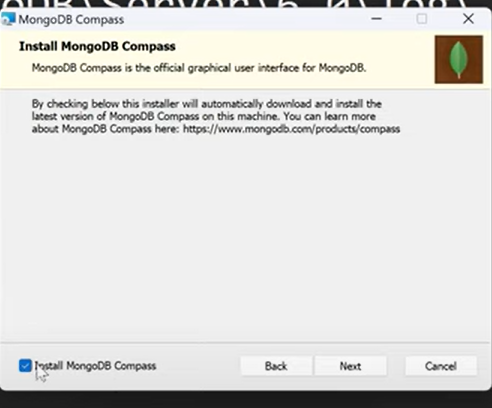 MongoDB Compass
Install MongoDB Compass
MongoDB Compass is the official graphical user interface for MongoDB.
By checking below this installer will automatically download and install the
latest version of MongoDB Compass on this machine. You can learn more
about MongoDB Compass here: https://www.mongodb.com/products/compass
Install MongoDB Compass
Back
Next
Cancel